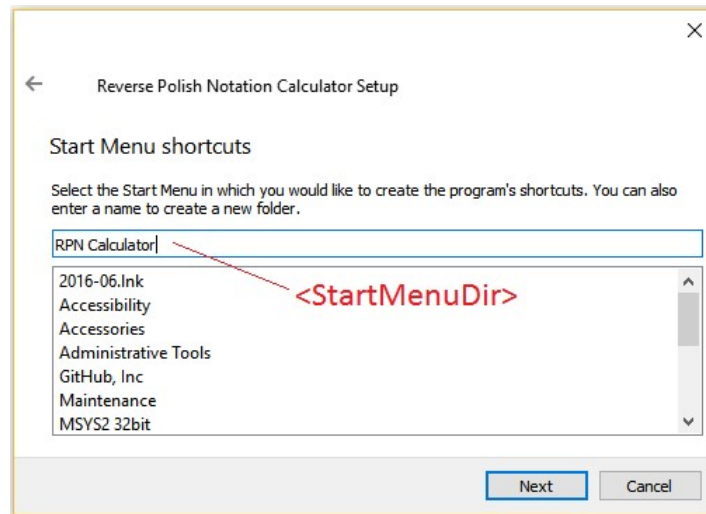 Reverse Polish Notation Calculator Setup
Start Menu shortcuts
Select the Start Menu in which you would like to create the program's shortcuts. You can also
enter a name to create a new folder.
RPN Calculator
<StartMenuDir>
2016-06.lnk
Accessibility
Accessories
Administrative Tools
GitHub, Inc
Maintenance
MSYS2 32bit
Next
Cancel